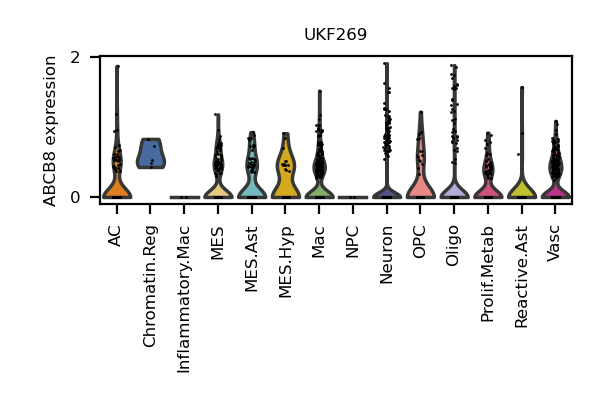 UKF269
ABCB8 expression
2
0
AC
Chromatin.Reg
Inflammatory.Mac
MES
MES.Ast
MES.Hyp
Mac
NPC
Neuron
OPC
Oligo
Prolif.Metab
Reactive.Ast
Vasc